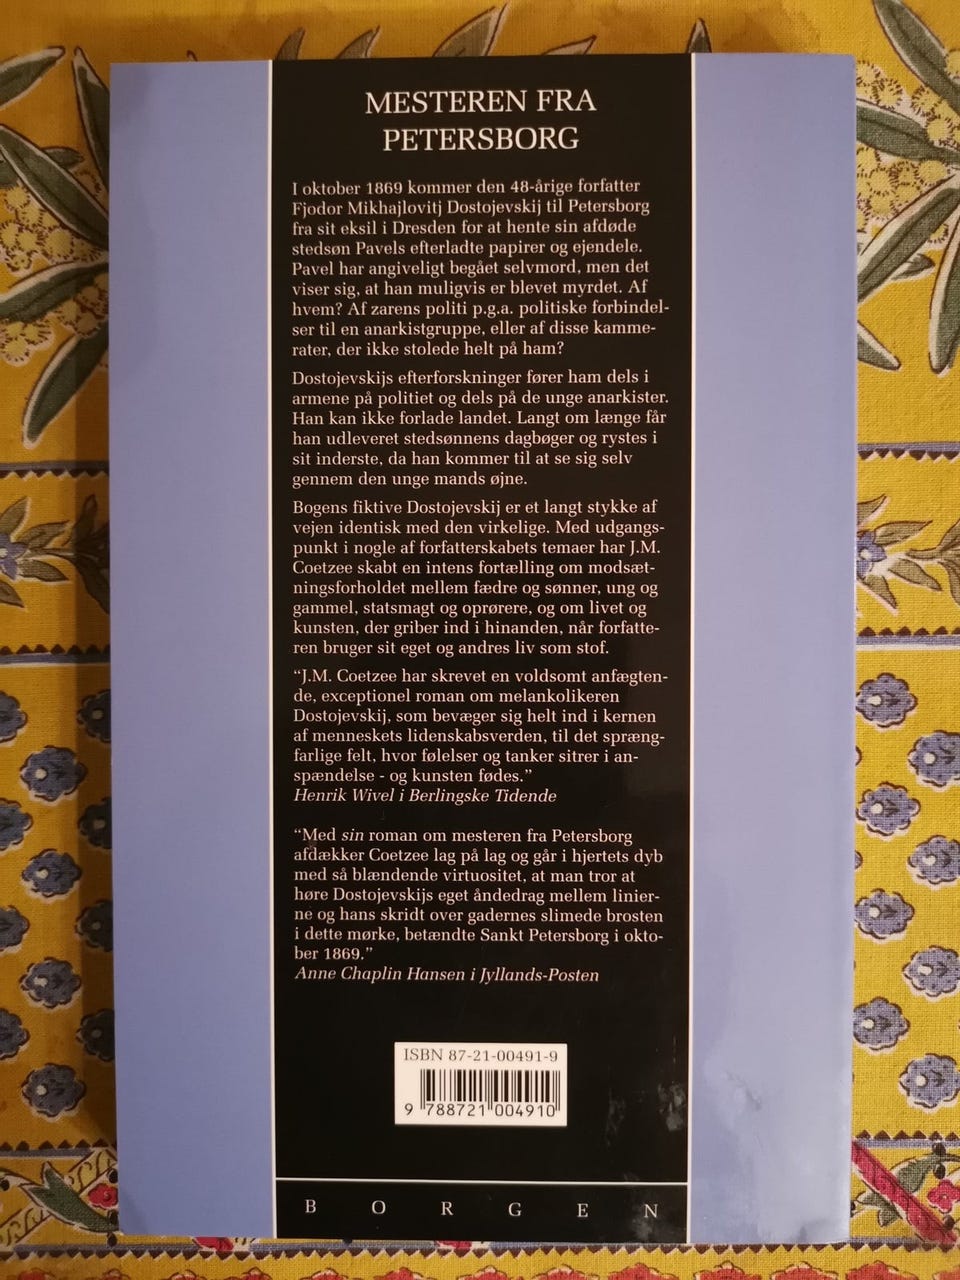 MESTEREN FRA
PETERSBORG
I oktober 1869 kommer den 48-årige forfatter
Fjodor Mikhajlovitj Dostojevskij til Petersborg
fra sit eksil i Dresden for at hente sin afdøde
stedsøn Pavels efterladte papirer og ejendele.
Pavel har angiveligt begået selvmord, men det
viser sig, at han muligvis er blevet myrdet. Af
hvem? Af zarens politi p.g.a. politiske forbindel-
ser til en anarkistgruppe, eller af disse kamme-
rater, der ikke stolede helt på ham?
Dostojevskijs efterforskninger fører ham dels i
armene på politiet og dels på de unge anarkister.
Han kan ikke forlade landet. Langt om længe får
han udleveret stedsønnens dagbøger og rystes i
sit inderste, da han kommer til at se sig selv
gennem den unge mands øjne.
Bogens fiktive Dostojevskij er et langt stykke af
vejen identisk med den virkelige. Med udgangs-
punkt i nogle af forfatterskabets temaer har J.M.
Coetzee skabt en intens fortælling om modsæt-
ningsforholdet mellem fædre og sønner, ung og
gammel, statsmagt og oprørere, og om livet og
kunsten, der griber ind i hinanden, når forfatte-
ren bruger sit eget og andres liv som stof.
“J.M. Coetzee har skrevet en voldsomt anfægten-
de, exceptionel roman om melankolikeren
Dostojevskij, som bevæger sig helt ind i kernen
af menneskets lidenskabsverden, til det spræng-
farlige felt, hvor følelser og tanker sitrer i an-
spændelse - og kunsten fødes.”
Henrik Wivel i Berlingske Tidende
“Med sin roman om mesteren fra Petersborg
afdækker Coetzee lag på lag og går i hjertets dyb
med så blændende virtuositet, at man tror at
høre Dostojevskijs eget åndedrag mellem linier-
ne og hans skridt over gadernes slimede brosten
i dette mørke, betændte Sankt Petersborg i okto-
ber 1869.”
Anne Chaplin Hansen i Jyllands-Posten
ISBN 87-21-00491-9
9 788721 004910
BORGEN